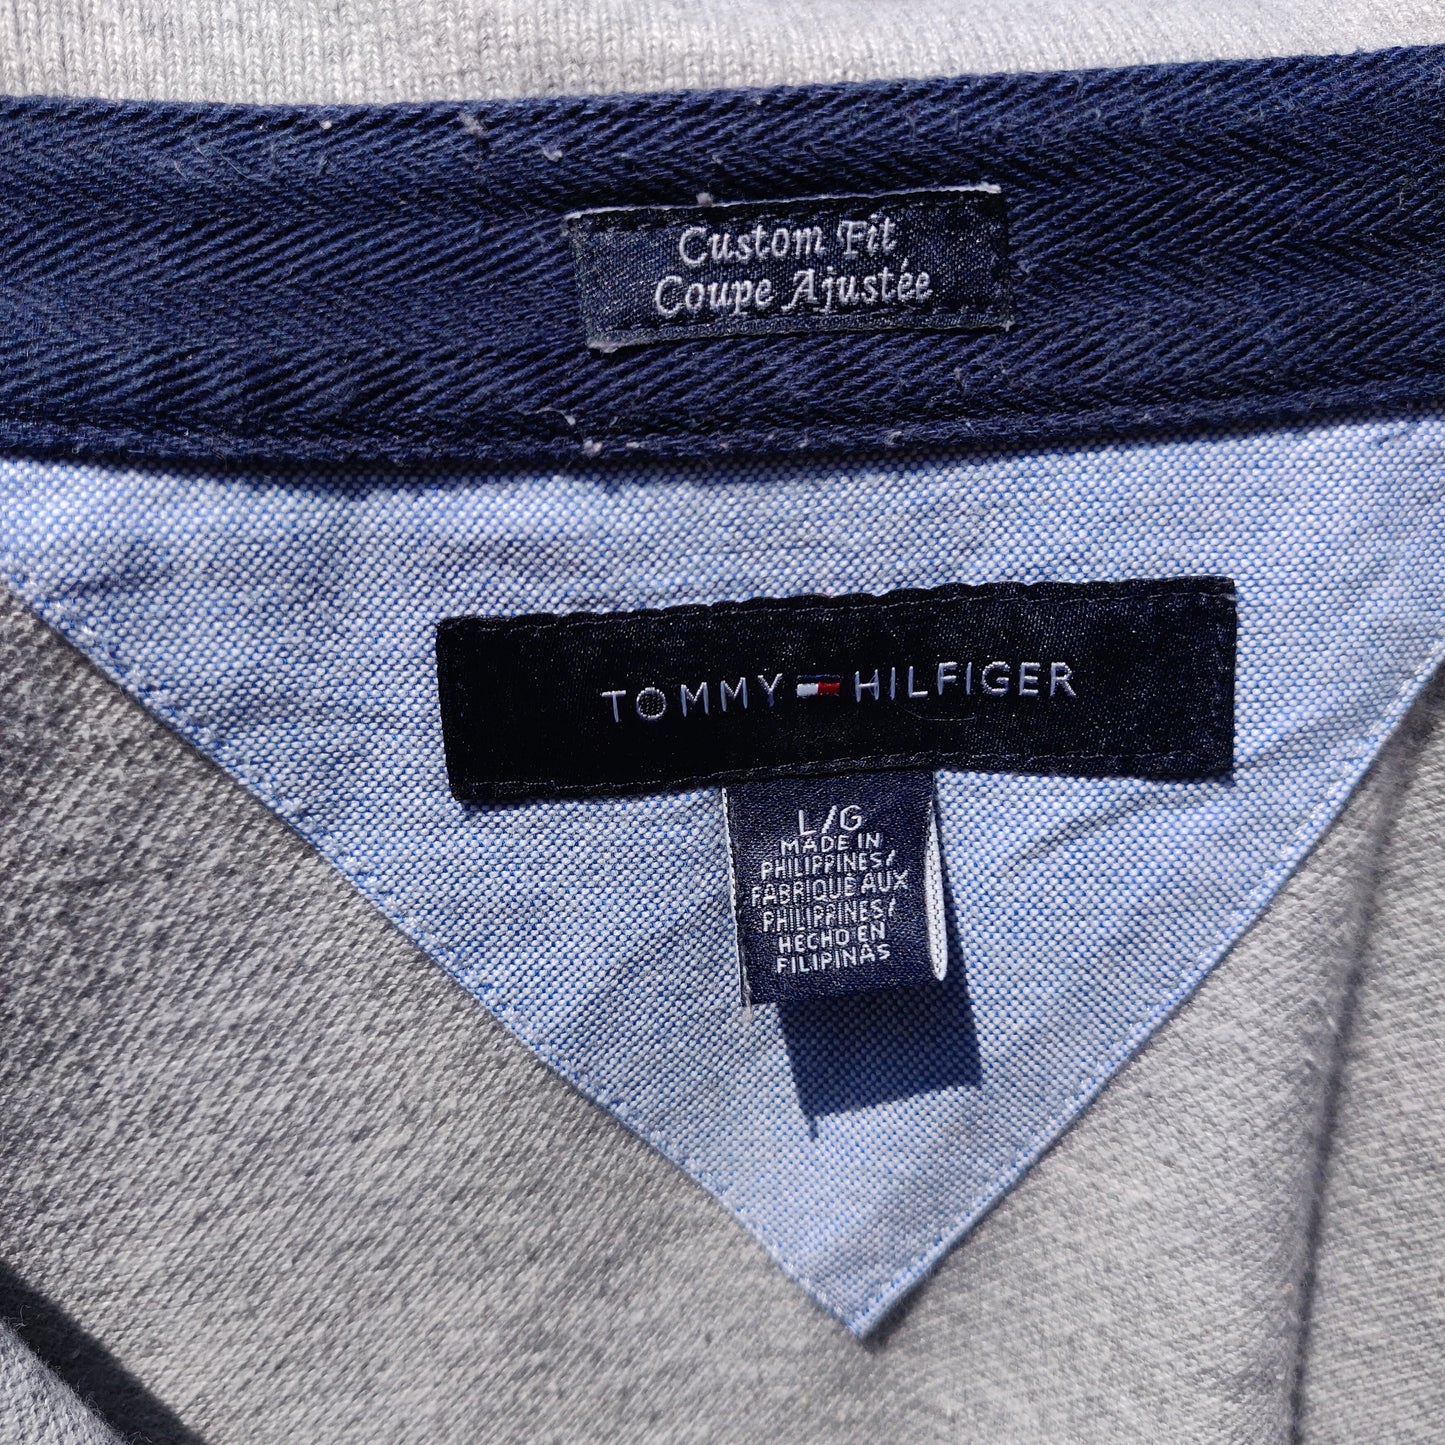 Custom Fit
Coupe Ajustée
TOMMY HILFIGER
L/G
MADE IN
PHILIPPINES/
FABRIQUE AUX
PHILIPPINES/
HECHO EN
FILIPINAS